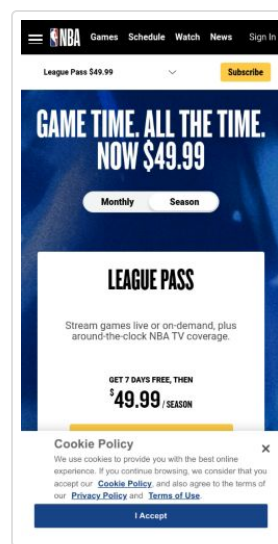 NBA Games Schedule Watch News Sign In
League Pass $49.99 Subscribe
GAME TIME. ALL THE TIME.
NOW $49.99
Monthly Season
LEAGUE PASS
Stream games live or on-demand, plus
around-the-clock NBA TV coverage.
GET 7 DAYS FREE, THEN
$49.99 / SEASON
Cookie Policy
We use cookies to provide you with the best online
experience. If you continue browsing, we consider that you
accept our Cookie Policy, and also agree to the terms of
our Privacy Policy and Terms of Use.
I Accept